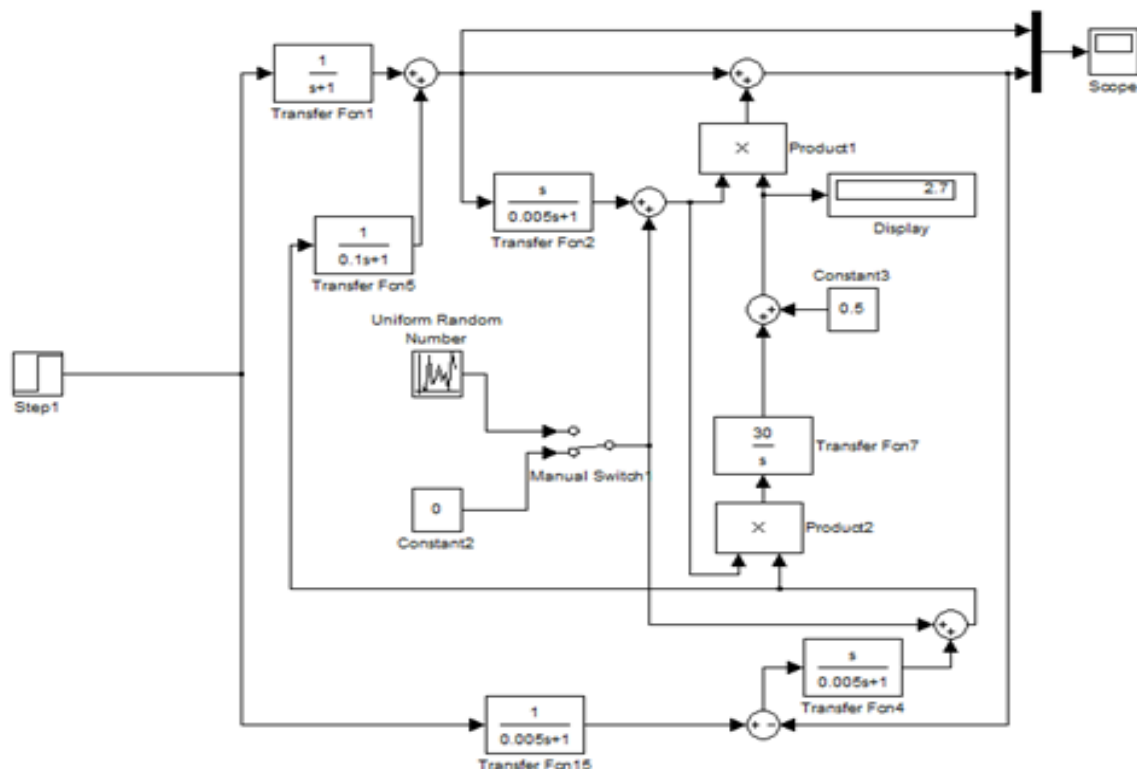 1
s+1
Transfer Fcn1
+
+
+
+
Scope
×
Product1
s
0.005s+1
Transfer Fcn2
+
+
2.7
Display
1
0.1s+1
Transfer Fcn5
Constant3
+
+
0.5
Uniform Random
Number
Step1
30
s
Transfer Fcn7
Manual Switch1
0
Constant2
×
Product2
+
+
s
0.005s+1
Transfer Fcn4
1
0.005s+1
Transfer Fcn15
+
−